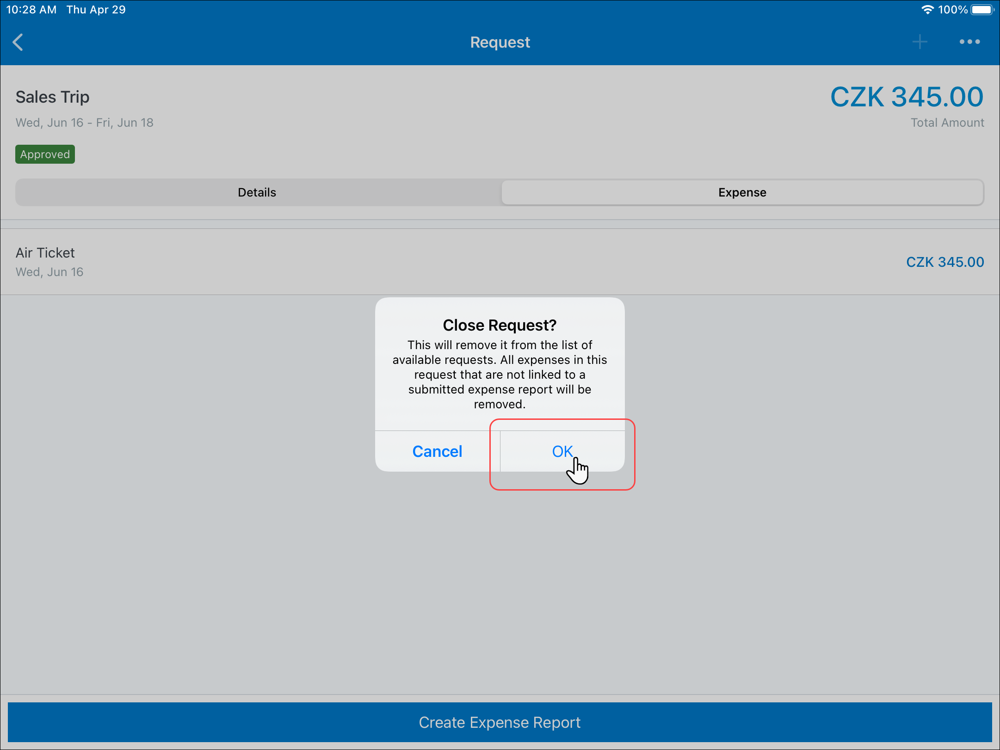 10:28 AM Thu Apr 29 100%
Request
Sales Trip CZK 345.00
Wed, Jun 16 - Fri, Jun 18 Total Amount
Approved
Details Expense
Air Ticket
CZK 345.00
Wed, Jun 16
Close Request?
This will remove it from the list of
available requests. All expenses in this
request that are not linked to a
submitted expense report will be
removed.
Cancel OK
Create Expense Report